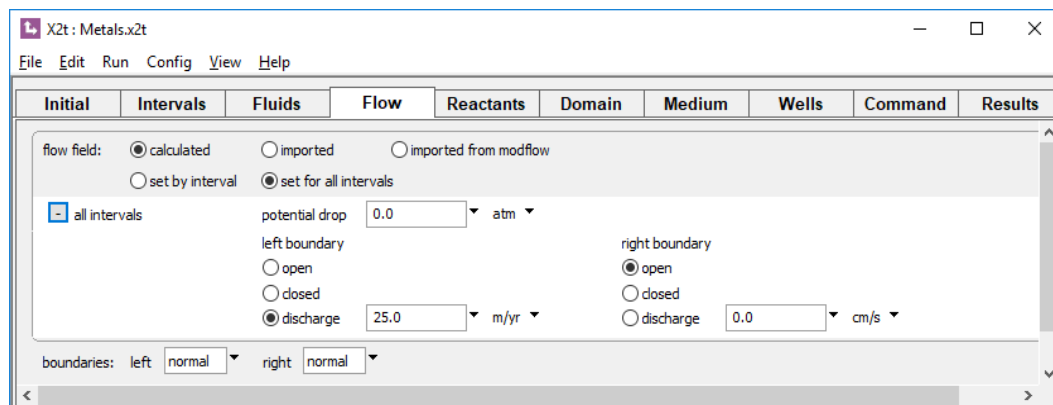 X2t : Metals.x2t
File Edit Run Config View Help
Initial Intervals Fluids Flow Reactants Domain Medium Wells Command Results
flow field: calculated imported imported from modflow
set by interval set for all intervals
- all intervals potential drop 0.0 atm
left boundary right boundary
open open
closed closed
discharge 25.0 m/yr discharge 0.0 cm/s
boundaries: left normal right normal